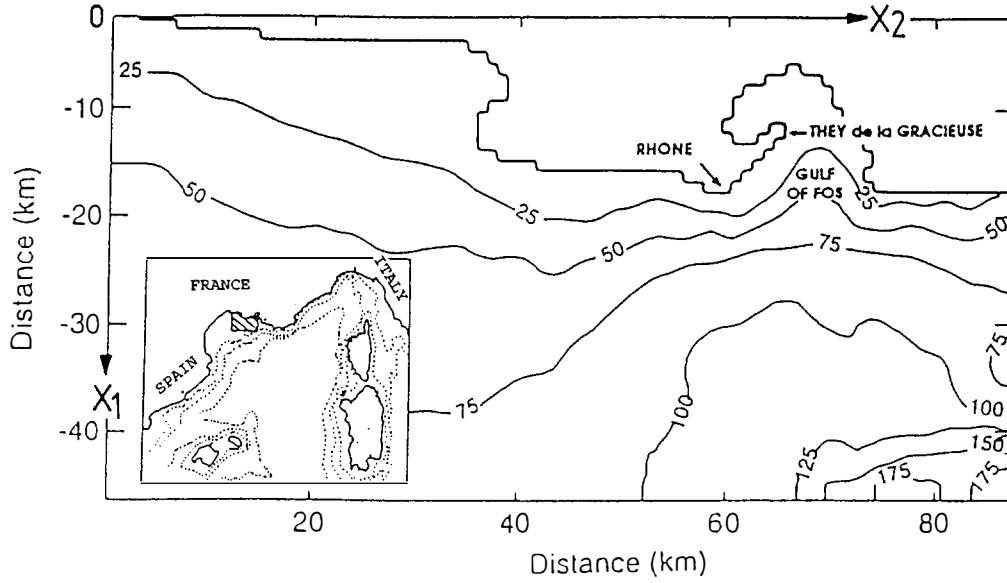 0
X2
25
-10
THEY de la GRACIEUSE
RHONE
GULF
OF FOS
25
25
50
-20
50
50
75
Distance (km)
FRANCE
ITALY
SPAIN
-30
75
X1
75
100
100
-40
125
150
175
175
20
40
60
80
Distance (km)